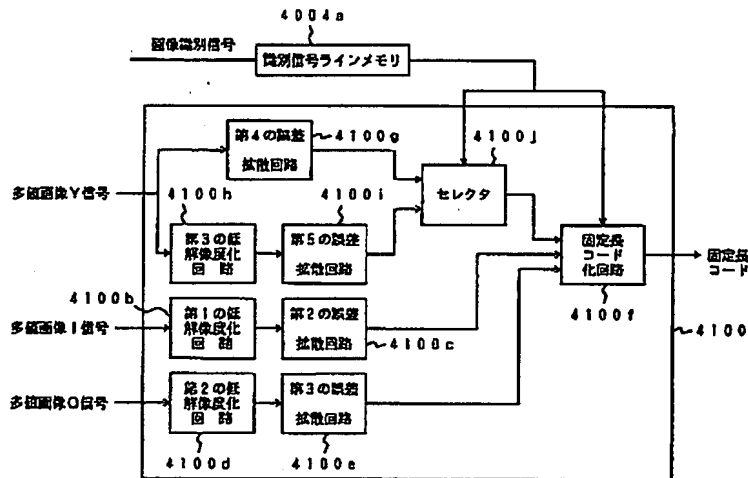 4004a
画像識別信号
識別信号ラインメモリ
第4の誤差
拡散回路
4100g
4100j
セレクタ
多値画像Y信号
4100h
4100i
第3の低
解像度化
回路
第5の誤差
拡散回路
固定長
コード
化回路
固定長
コード
4100f
4100b
多値画像I信号
第1の低
解像度化
回路
第2の誤差
拡散回路
4100c
4100
多値画像Q信号
第2の低
解像度化
回路
第3の誤差
拡散回路
4100d
4100e